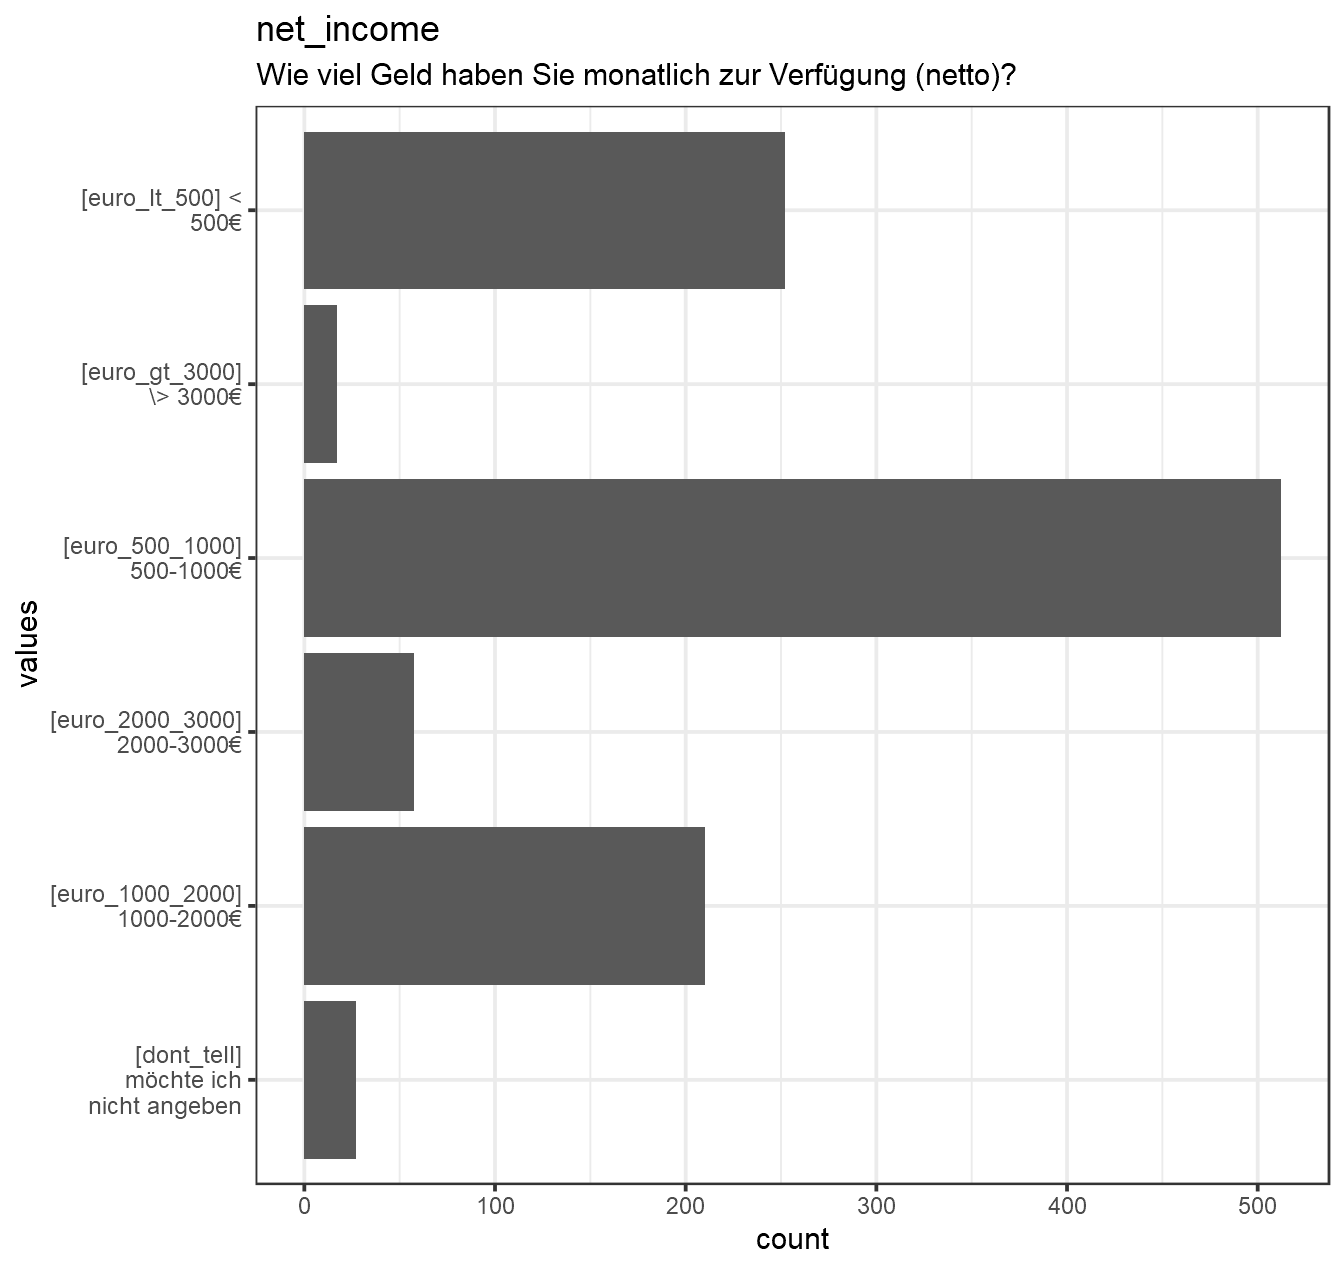 net_income
Wie viel Geld haben Sie monatlich zur Verfügung (netto)?
values
[euro_lt_500] <
500€
[euro_gt_3000]
\> 3000€
[euro_500_1000]
500-1000€
[euro_2000_3000]
2000-3000€
[euro_1000_2000]
1000-2000€
[dont_tell]
möchte ich
nicht angeben
0 100 200 300 400 500
count